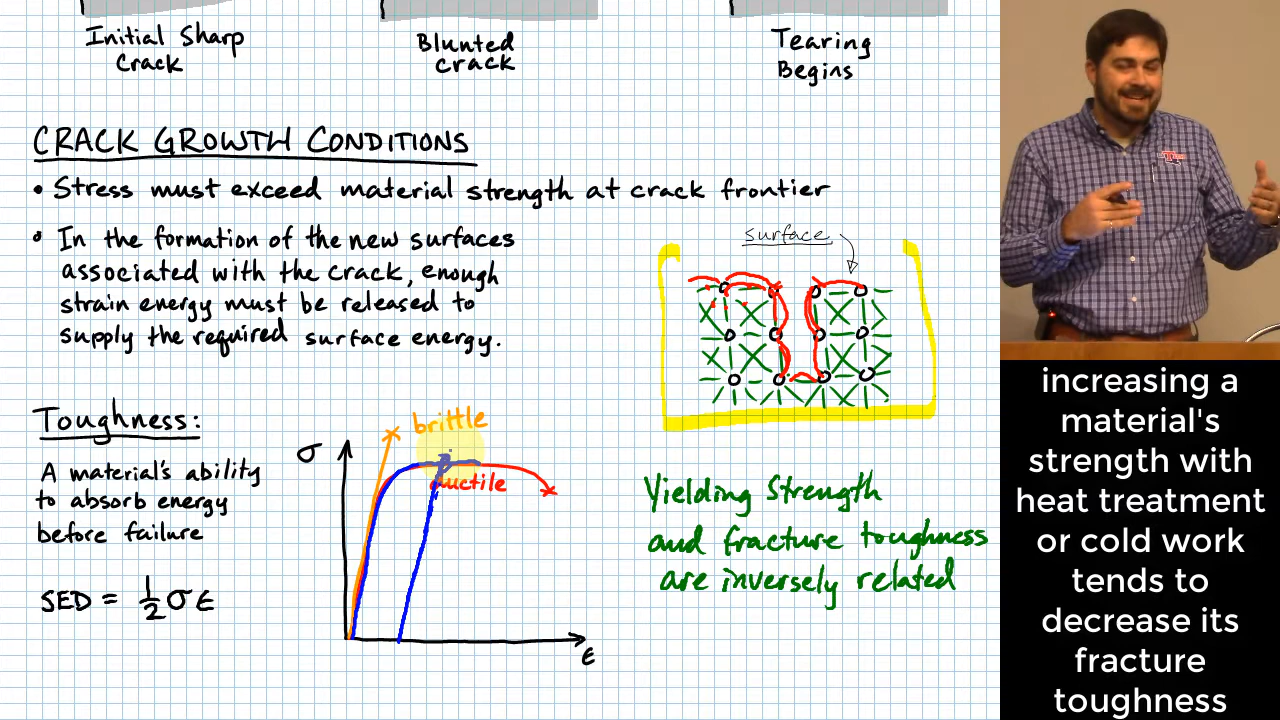 Initial Sharp
Crack
Blunted
Crack
Tearing
Begins
CRACK GROWTH CONDITIONS
• Stress must exceed material strength at crack frontier
• In the formation of the new surfaces
associated with the crack, enough
strain energy must be released to
supply the required surface energy.
surface
Toughness:
A material's ability
to absorb energy
before failure
SED = 1/2 σ ε
σ
brittle
ductile
ε
Yielding Strength
and fracture toughness
are inversely related
increasing a
material's
strength with
heat treatment
or cold work
tends to
decrease its
fracture
toughness